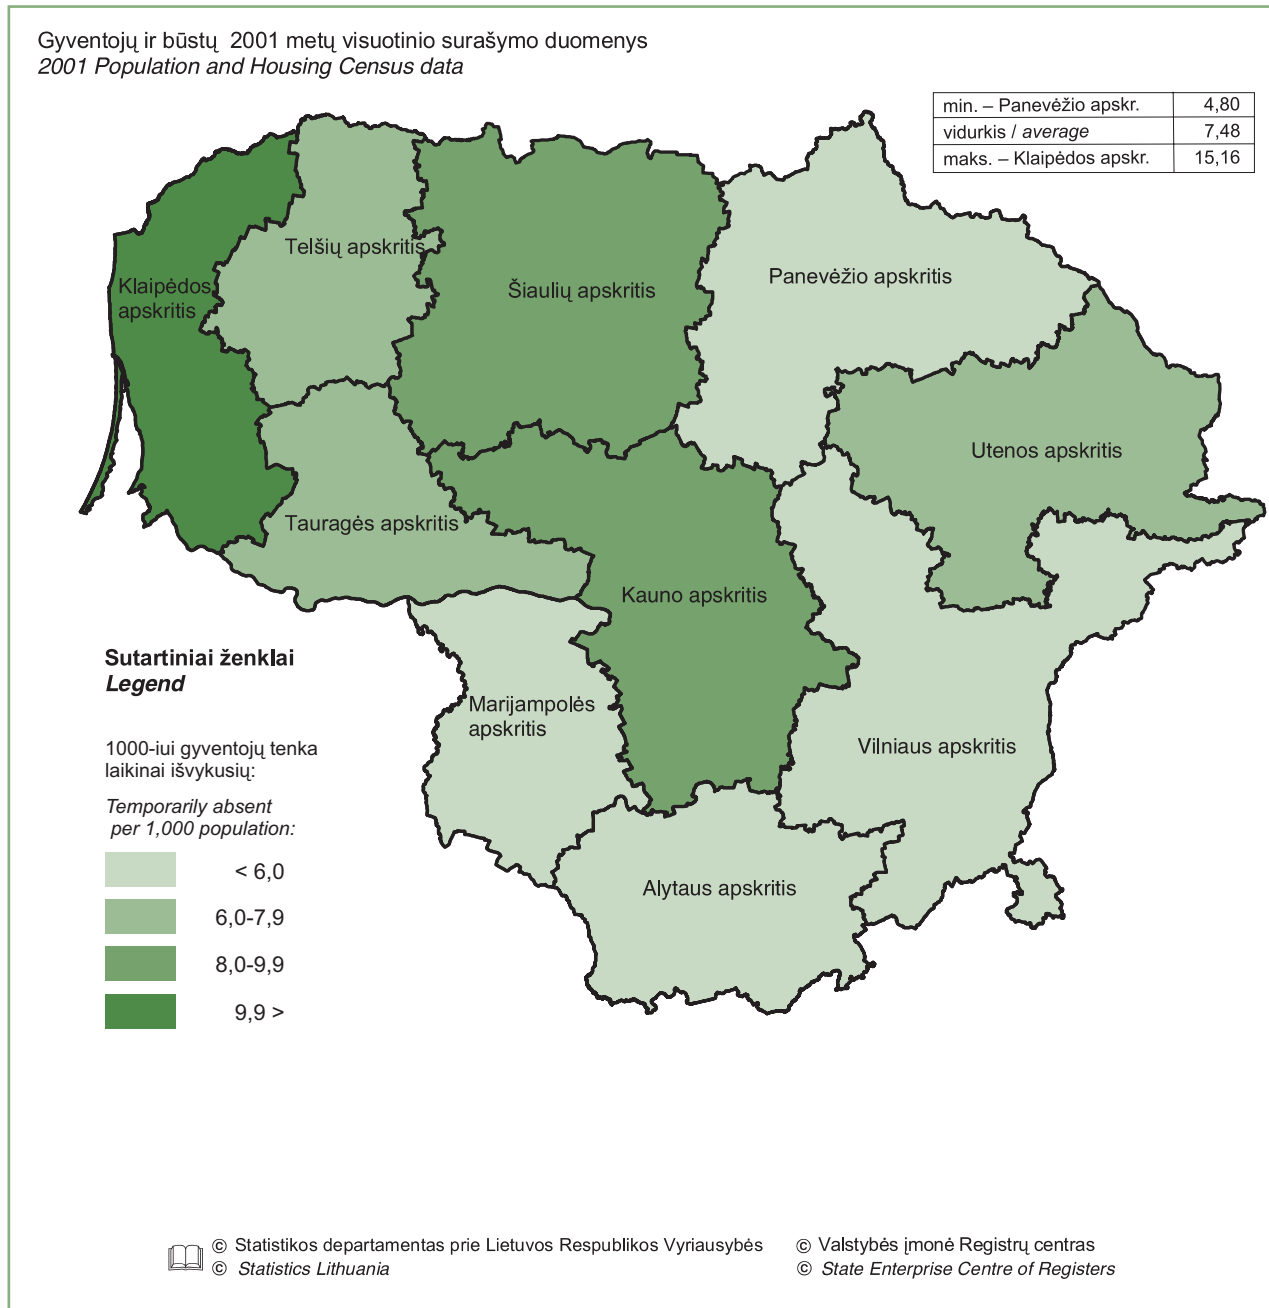 Gyventojų ir būstų 2001 metų visuotinio surašymo duomenys
2001 Population and Housing Census data
min. – Panevėžio apskr. 4,80
vidurkis / average 7,48
maks. – Klaipėdos apskr. 15,16
Telšių apskritis
Klaipėdos
apskritis
Šiaulių apskritis
Panevėžio apskritis
Utenos apskritis
Tauragės apskritis
Kauno apskritis
Marijampolės
apskritis
Vilniaus apskritis
Alytaus apskritis
Sutartiniai ženklai
Legend
1000-iui gyventojų tenka
laikinai išvykusių:
Temporarily absent
per 1,000 population:
< 6,0
6,0-7,9
8,0-9,9
9,9 >
© Statistikos departamentas prie Lietuvos Respublikos Vyriausybės
© Statistics Lithuania
© Valstybės įmonė Registrų centras
© State Enterprise Centre of Registers